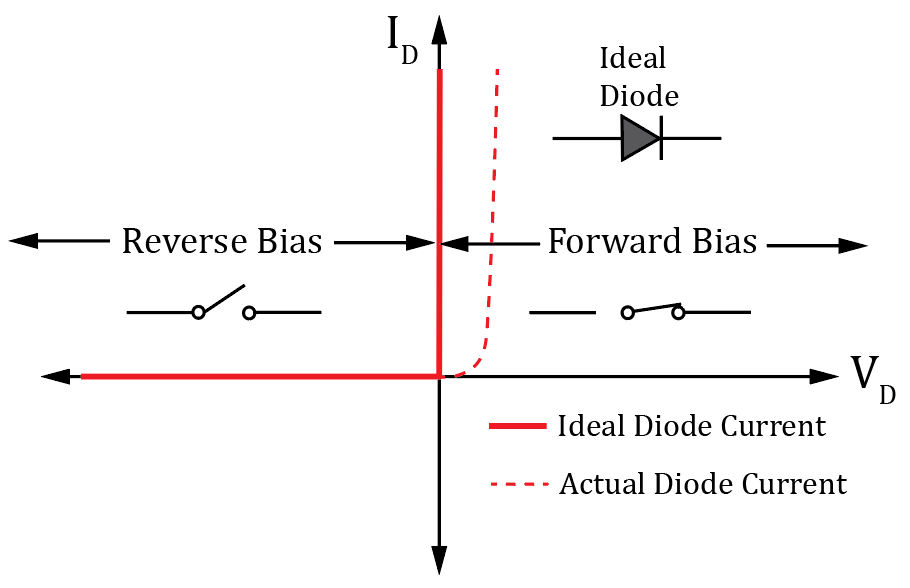 I_D
Ideal
Diode
Reverse Bias
Forward Bias
V_D
Ideal Diode Current
Actual Diode Current